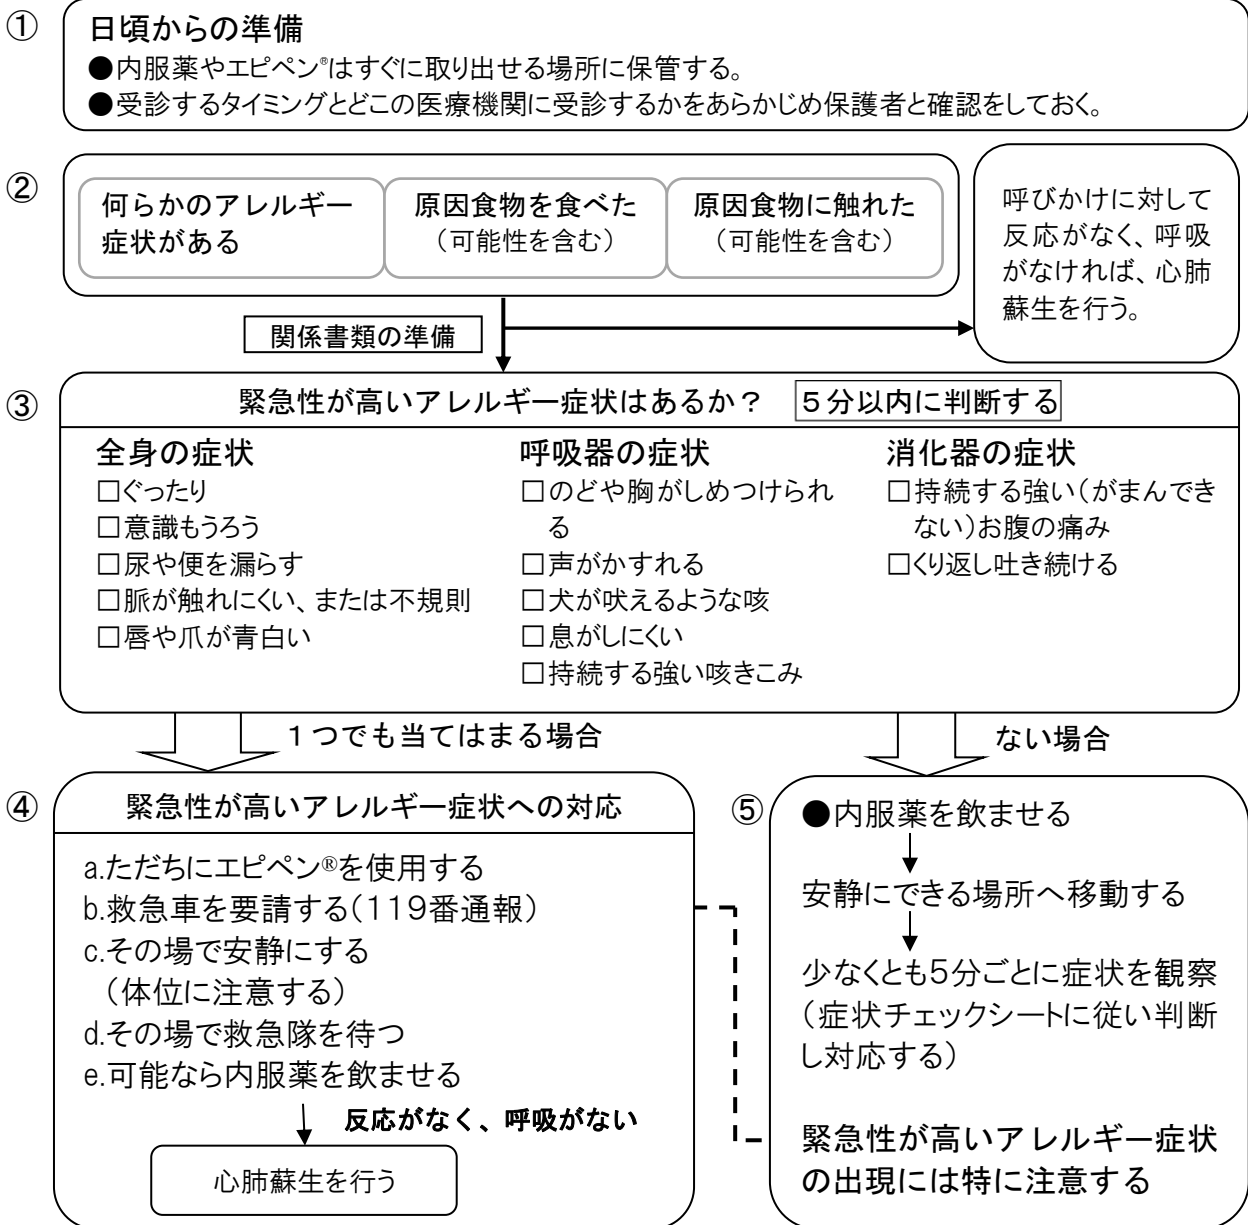 ①
日頃からの準備
●内服薬やエピペン®はすぐに取り出せる場所に保管する。
●受診するタイミングとどこの医療機関に受診するかをあらかじめ保護者と確認をしておく。
②
何らかのアレルギー
症状がある
原因食物を食べた
（可能性を含む）
原因食物に触れた
（可能性を含む）
呼びかけに対して
反応がなく、呼吸
がなければ、心肺
蘇生を行う。
関係書類の準備
③
緊急性が高いアレルギー症状はあるか？ ５分以内に判断する
全身の症状
□ぐったり
□意識もうろう
□尿や便を漏らす
□脈が触れにくい、または不規則
□唇や爪が青白い
呼吸器の症状
□のどや胸がしめつけられ
る
□声がかすれる
□犬が吠えるような咳
□息がしにくい
□持続する強い咳きこみ
消化器の症状
□持続する強い（がまんでき
ない）お腹の痛み
□くり返し吐き続ける
１つでも当てはまる場合
ない場合
④
緊急性が高いアレルギー症状への対応
a.ただちにエピペン®を使用する
b.救急車を要請する（119番通報）
c.その場で安静にする
（体位に注意する）
d.その場で救急隊を待つ
e.可能なら内服薬を飲ませる
反応がなく、呼吸がない
心肺蘇生を行う
⑤
●内服薬を飲ませる
安静にできる場所へ移動する
少なくとも5分ごとに症状を観察
（症状チェックシートに従い判断
し対応する）
緊急性が高いアレルギー症状
の出現には特に注意する